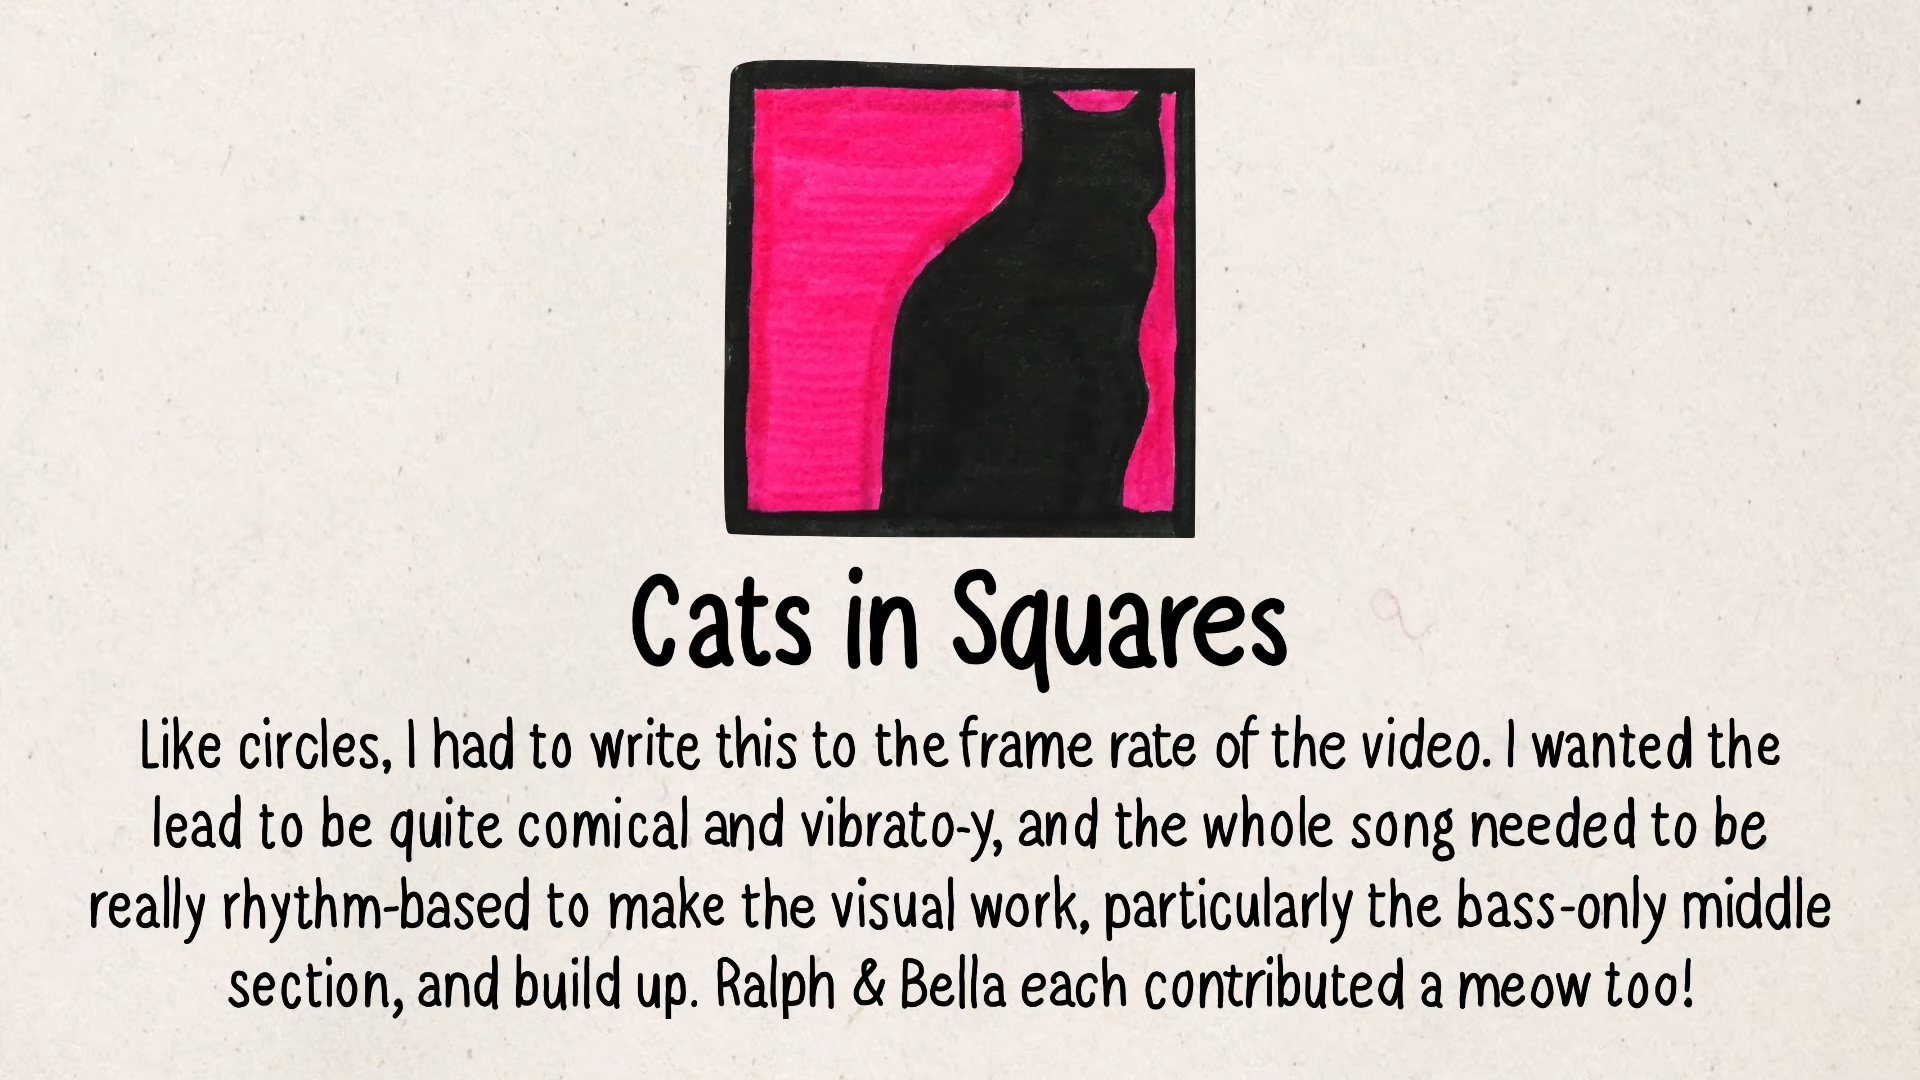 Cats in Squares
Like circles, I had to write this to the frame rate of the video. I wanted the
lead to be quite comical and vibrato-y, and the whole song needed to be
really rhythm-based to make the visual work, particularly the bass-only middle
section, and build up. Ralph & Bella each contributed a meow too!